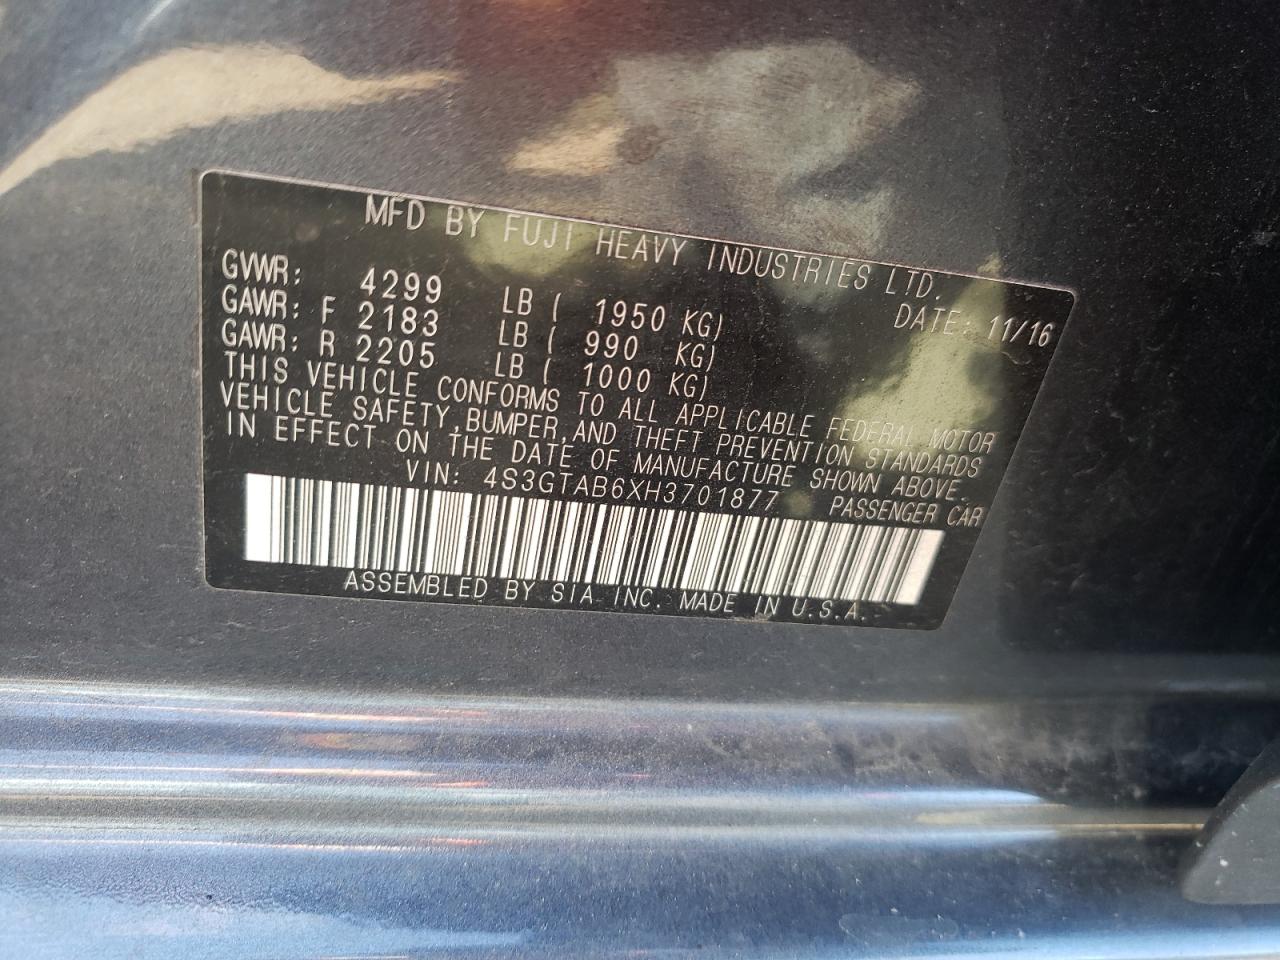 MFD BY FUJI HEAVY INDUSTRIES LTD.
DATE: 11/16
GVWR: 4299 LB ( 1950 KG)
GAWR: F 2183 LB ( 990 KG)
GAWR: R 2205 LB ( 1000 KG)
THIS VEHICLE CONFORMS TO ALL APPLICABLE FEDERAL MOTOR
VEHICLE SAFETY, BUMPER, AND THEFT PREVENTION STANDARDS
IN EFFECT ON THE DATE OF MANUFACTURE SHOWN ABOVE.
VIN: 4S3GTAB6XH3701877 PASSENGER CAR
ASSEMBLED BY SIA INC. MADE IN U.S.A.